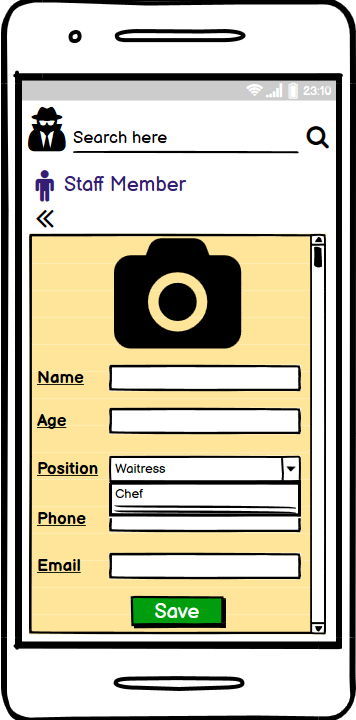 23:10
Search here
Staff Member
Name
Age
Position Waitress
Chef
Phone
Email
Save